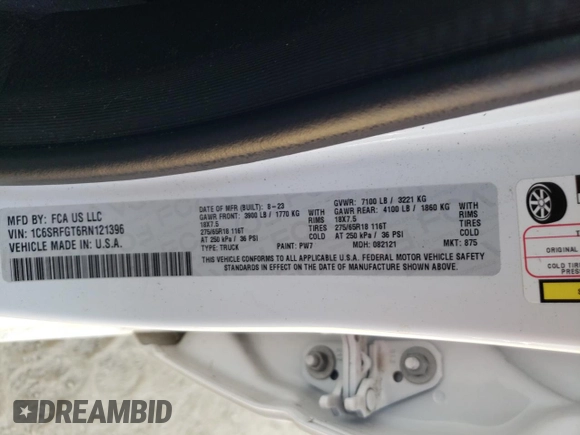 MFD BY: FCA US LLC
VIN: 1C6SRFGT6RN121396
VEHICLE MADE IN: U.S.A.
DATE OF MFR (BUILT): 9-23
GAWR FRONT: 3900 LB / 1770 KG
18X7.5
275/65R18 116T
AT 250 kPa / 36 PSI
TYPE: TRUCK
PAINT: PW7
WITH
RIMS
TIRES
GVWR: 7100 LB / 3221 KG
GAWR REAR: 4100 LB / 1860 KG
18X7.5
275/65R18 116T
AT 250 kPa / 36 PSI
MDH: 082121
WITH
RIMS
TIRES
COLD
MKT: 875
THIS VEHICLE CONFORMS TO ALL APPLICABLE U.S.A. FEDERAL MOTOR VEHICLE SAFETY
STANDARDS IN EFFECT ON THE DATE OF MANUFACTURE SHOWN ABOVE
TI
ORIGINAL
COLD TIRE
PRESS
DREAMBID